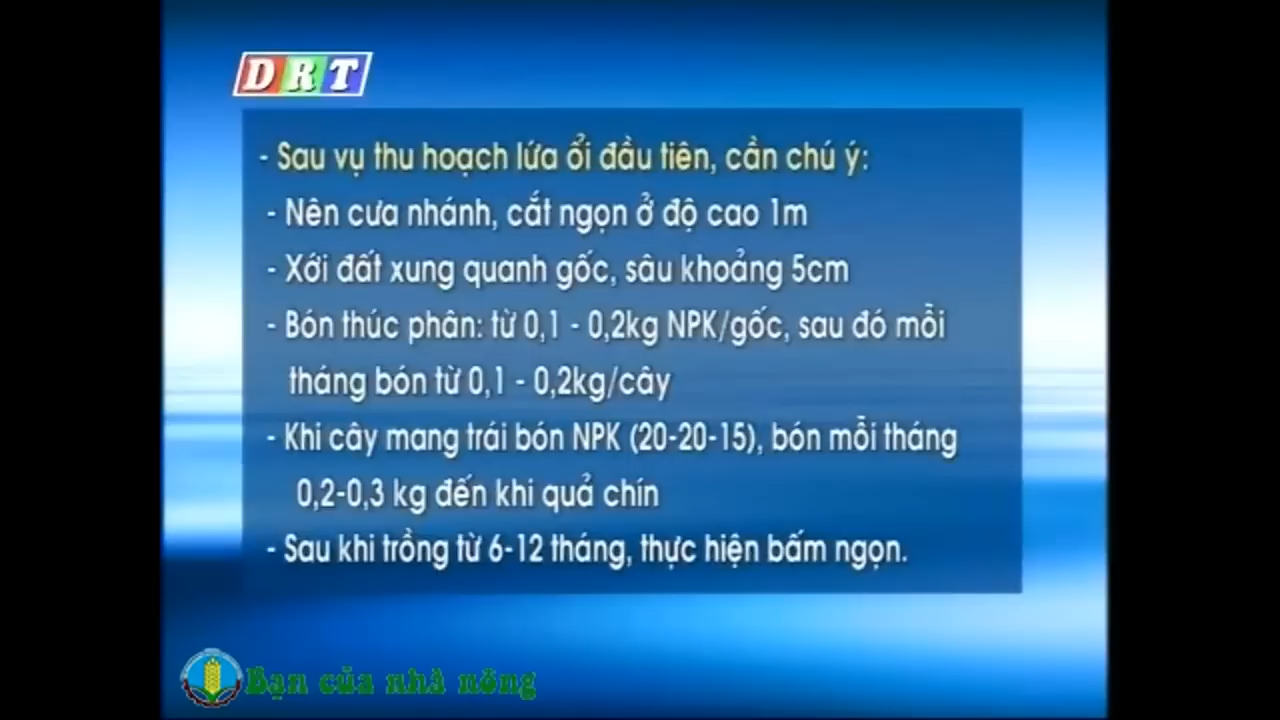 DRT
- Sau vụ thu hoạch lứa ổi đầu tiên, cần chú ý:
- Nên cưa nhánh, cắt ngọn ở độ cao 1m
- Xới đất xung quanh gốc, sâu khoảng 5cm
- Bón thúc phân: từ 0,1 - 0,2kg NPK/gốc, sau đó mỗi
tháng bón từ 0,1 - 0,2kg/cây
- Khi cây mang trái bón NPK (20-20-15), bón mỗi tháng
0,2-0,3 kg đến khi quả chín
- Sau khi trồng từ 6-12 tháng, thực hiện bấm ngọn.
Bạn của nhà nông